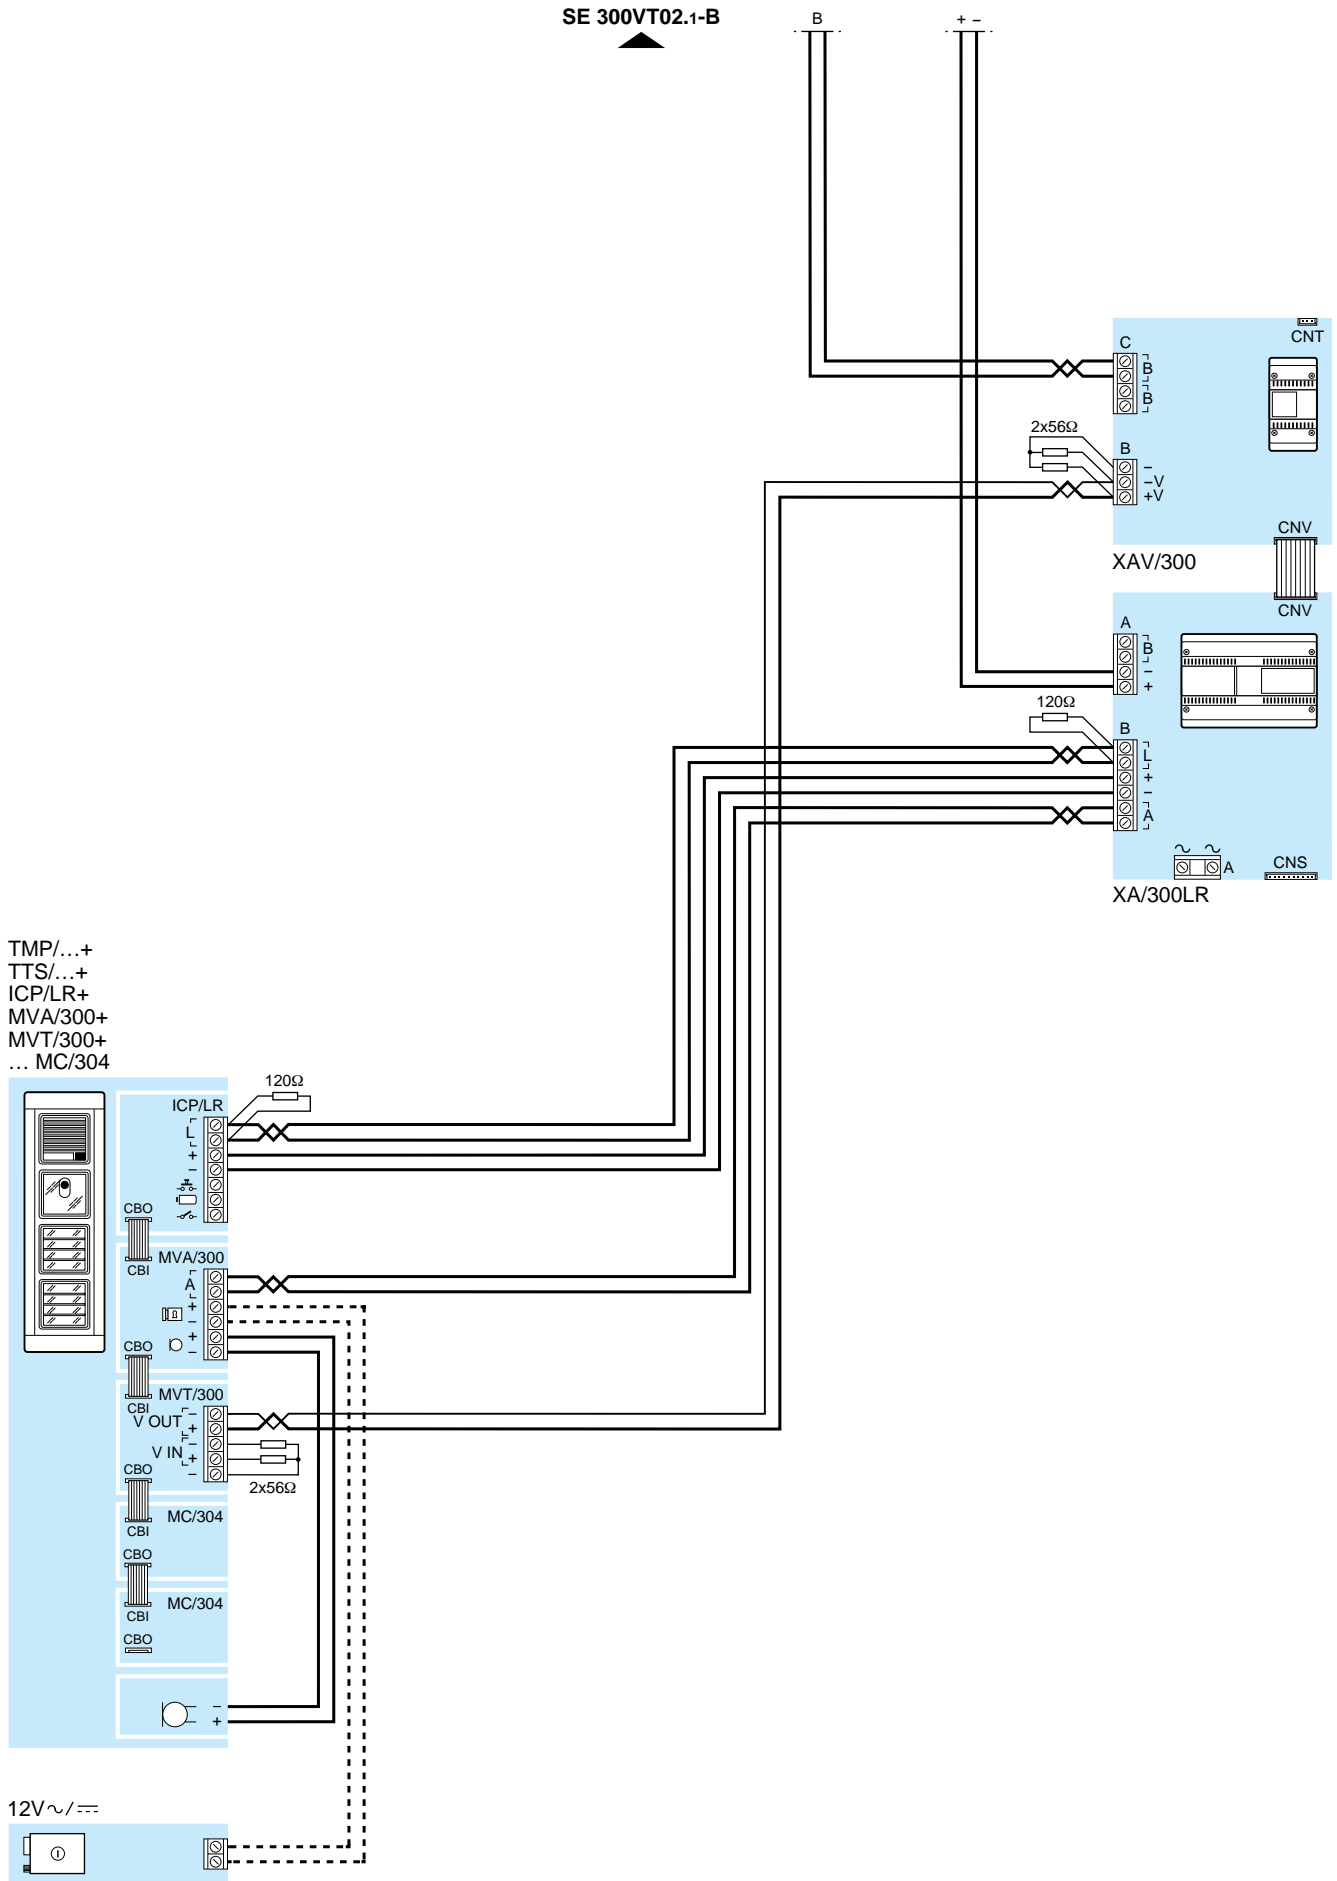 SE 300VT02.1-B
B
+ −
CNT
C
B
B
2x56Ω
B
−
−V
+V
CNV
XAV/300
CNV
A
B
−
+
120Ω
B
L
+
−
A
∼ ∼
A
CNS
XA/300LR
TMP/...+
TTS/...+
ICP/LR+
MVA/300+
MVT/300+
... MC/304
120Ω
ICP/LR
L
+
−
CBO
CBI
MVA/300
A
+
−
+
−
CBO
CBI
MVT/300
V OUT
−
+
V IN
−
+
−
2x56Ω
CBO
CBI
MC/304
CBO
CBI
MC/304
CBO
−
+
12V∼/⎓